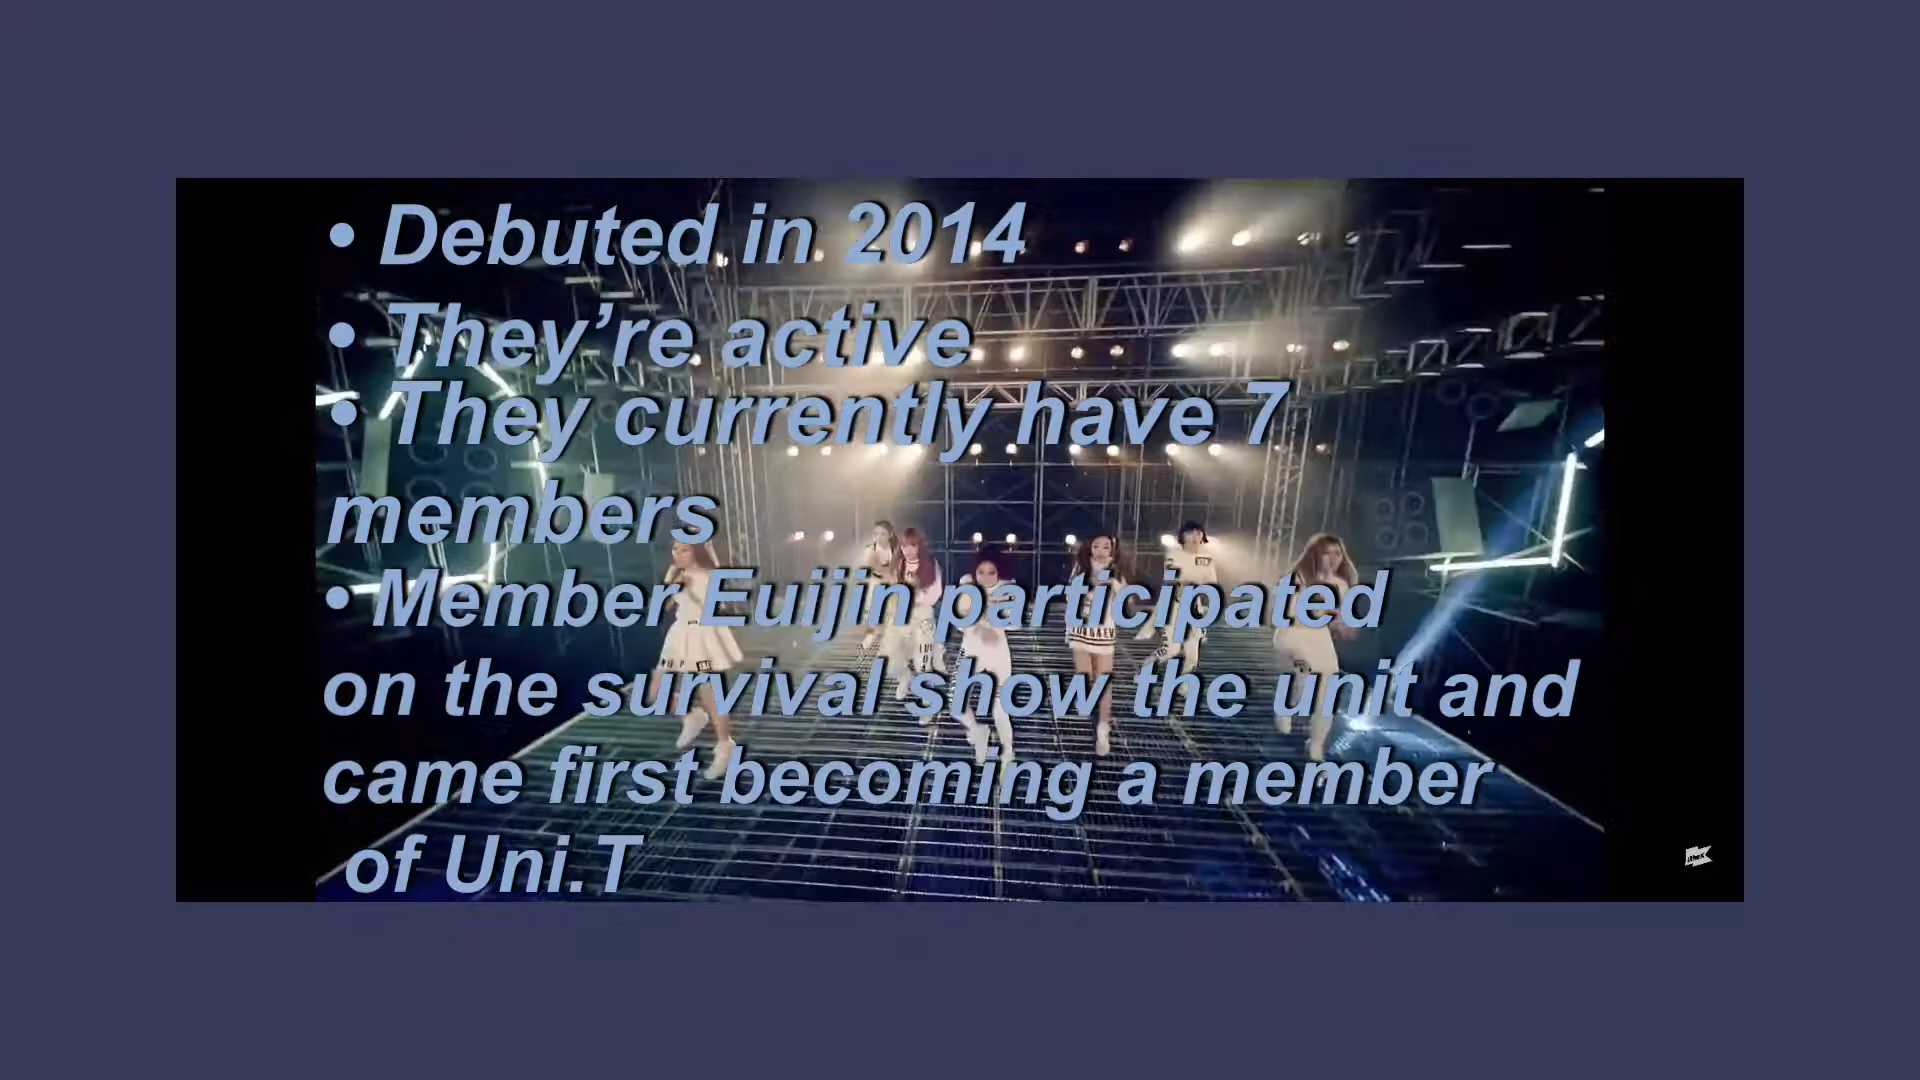 • Debuted in 2014
• They’re active
• They currently have 7
members
• Member Euijin participated
on the survival show the unit and
came first becoming a member
of Uni.T